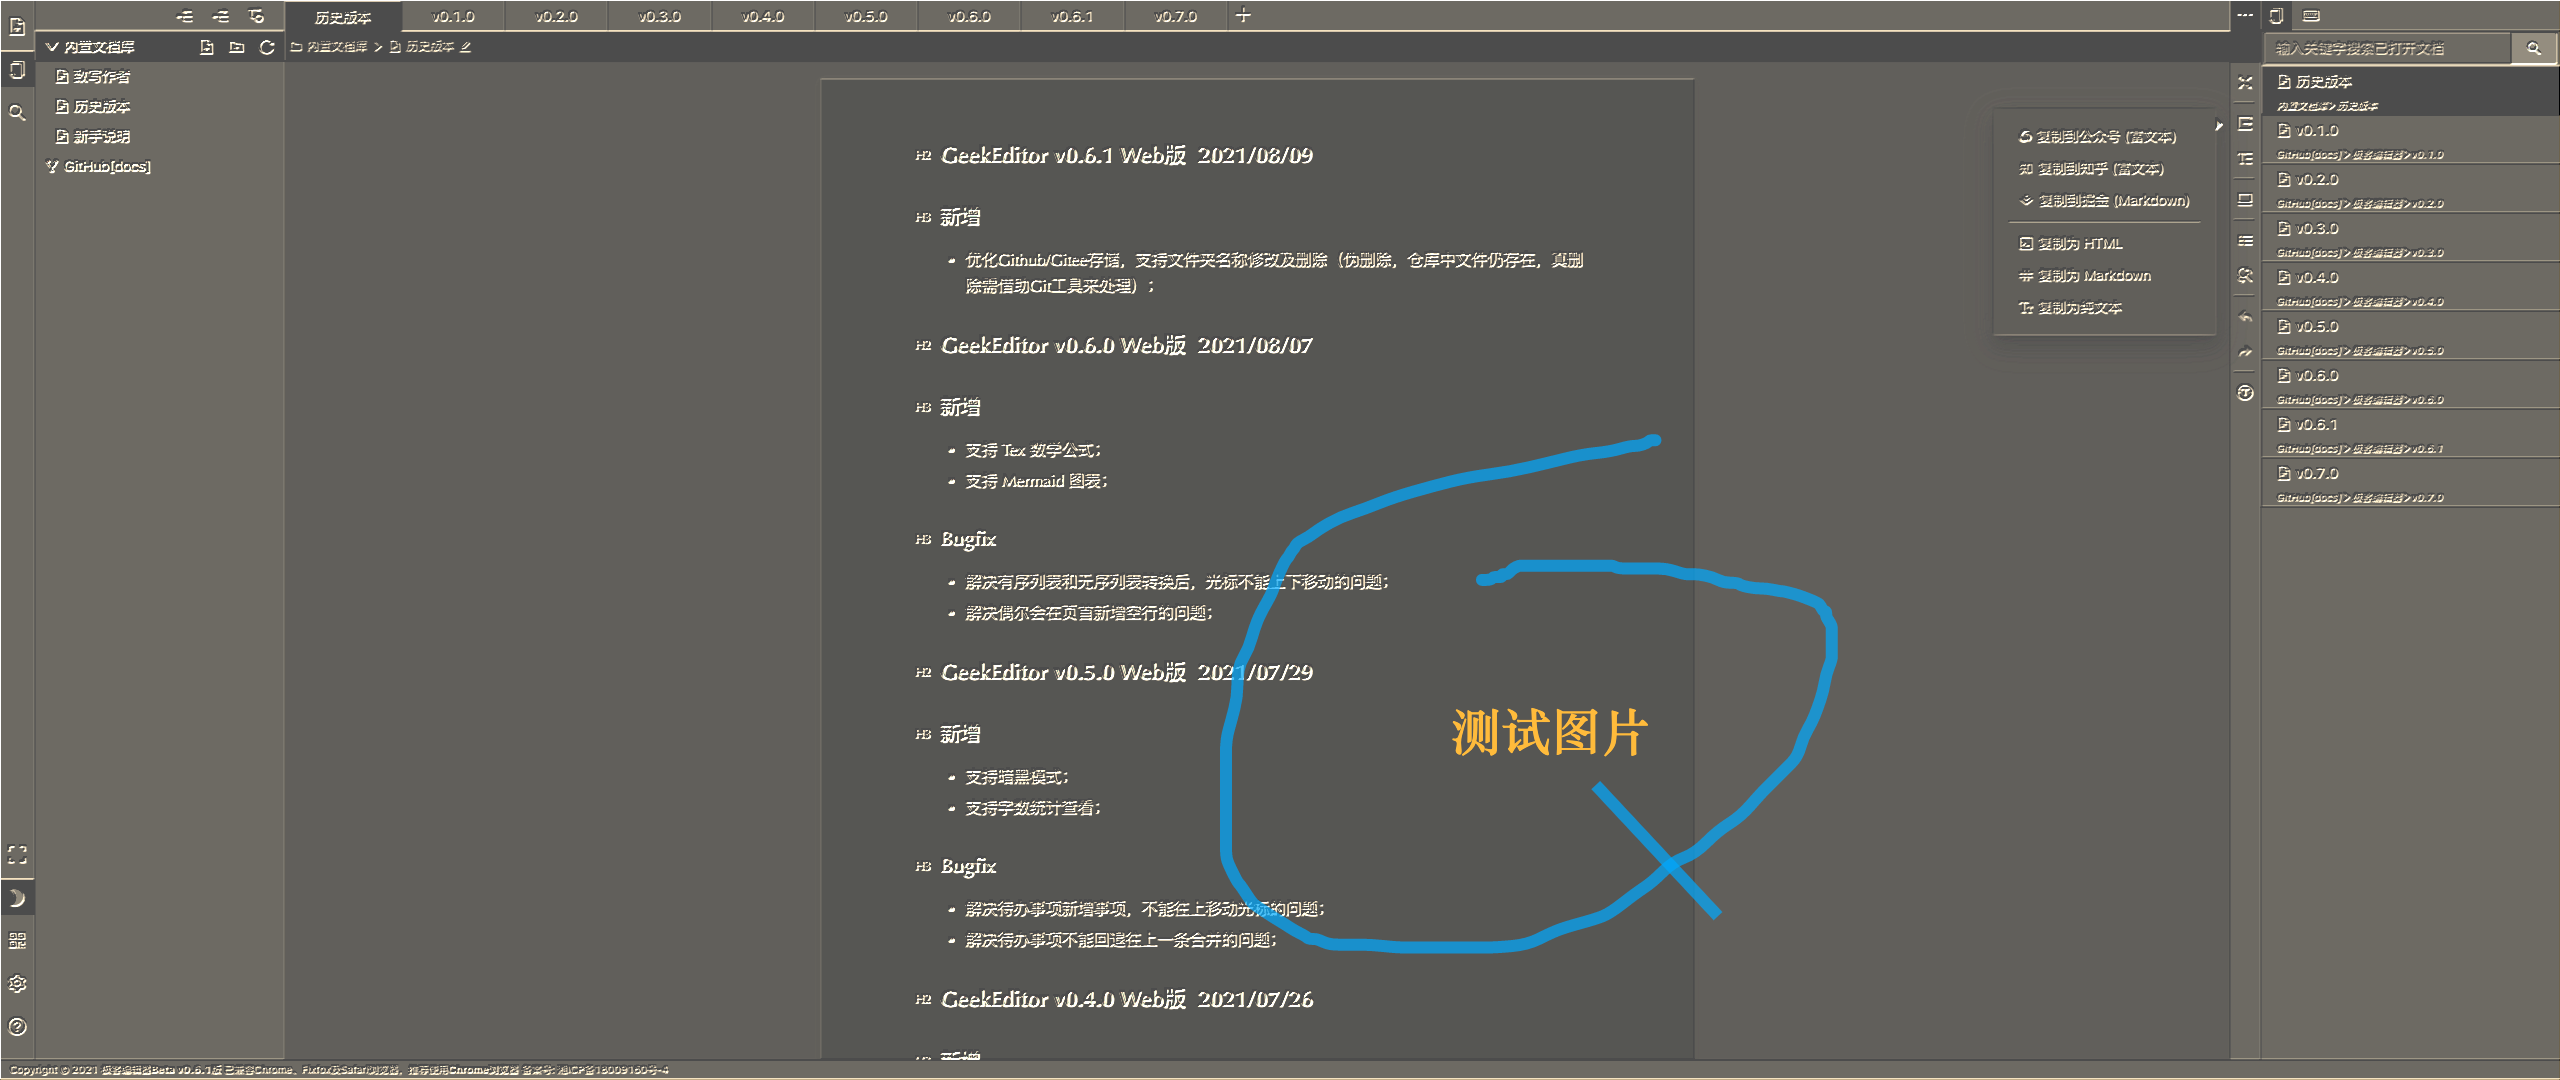 历史版本
v0.1.0
v0.2.0
v0.3.0
v0.4.0
v0.5.0
v0.6.0
v0.6.1
v0.7.0
内置文档库
致写作者
历史版本
新手说明
GitHub[docs]
内置文档库 > 历史版本
H2 GeekEditor v0.6.1 Web版 2021/08/09
H3 新增
优化Github/Gitee存储，支持文件夹名称修改及删除（伪删除，仓库中文件仍存在，真删
除需借助Git工具来处理）；
H2 GeekEditor v0.6.0 Web版 2021/08/07
H3 新增
支持 Tex 数学公式；
支持 Mermaid 图表；
H3 Bugfix
解决有序列表和无序列表转换后，光标不能上下移动的问题；
解决偶尔会在页首新增空行的问题；
H2 GeekEditor v0.5.0 Web版 2021/07/29
H3 新增
支持暗黑模式；
支持字数统计查看；
H3 Bugfix
解决待办事项新增事项，不能往上移动光标的问题；
解决待办事项不能回退往上一条合并的问题；
H2 GeekEditor v0.4.0 Web版 2021/07/26
H3 新增
测试图片
复制到公众号 (富文本)
复制到知乎 (富文本)
复制到掘金 (Markdown)
复制为 HTML
复制为 Markdown
复制为纯文本
输入关键字搜索已打开文档
历史版本
内置文档库>历史版本
v0.1.0
GitHub[docs]>极客编辑器>v0.1.0
v0.2.0
GitHub[docs]>极客编辑器>v0.2.0
v0.3.0
GitHub[docs]>极客编辑器>v0.3.0
v0.4.0
GitHub[docs]>极客编辑器>v0.4.0
v0.5.0
GitHub[docs]>极客编辑器>v0.5.0
v0.6.0
GitHub[docs]>极客编辑器>v0.6.0
v0.6.1
GitHub[docs]>极客编辑器>v0.6.1
v0.7.0
GitHub[docs]>极客编辑器>v0.7.0
Copyright © 2021 极客编辑器Beta v0.6.1版 已兼容Chrome、Fixfox及Safari浏览器，推荐使用Chrome浏览器 备案号: 湘ICP备18009160号-4